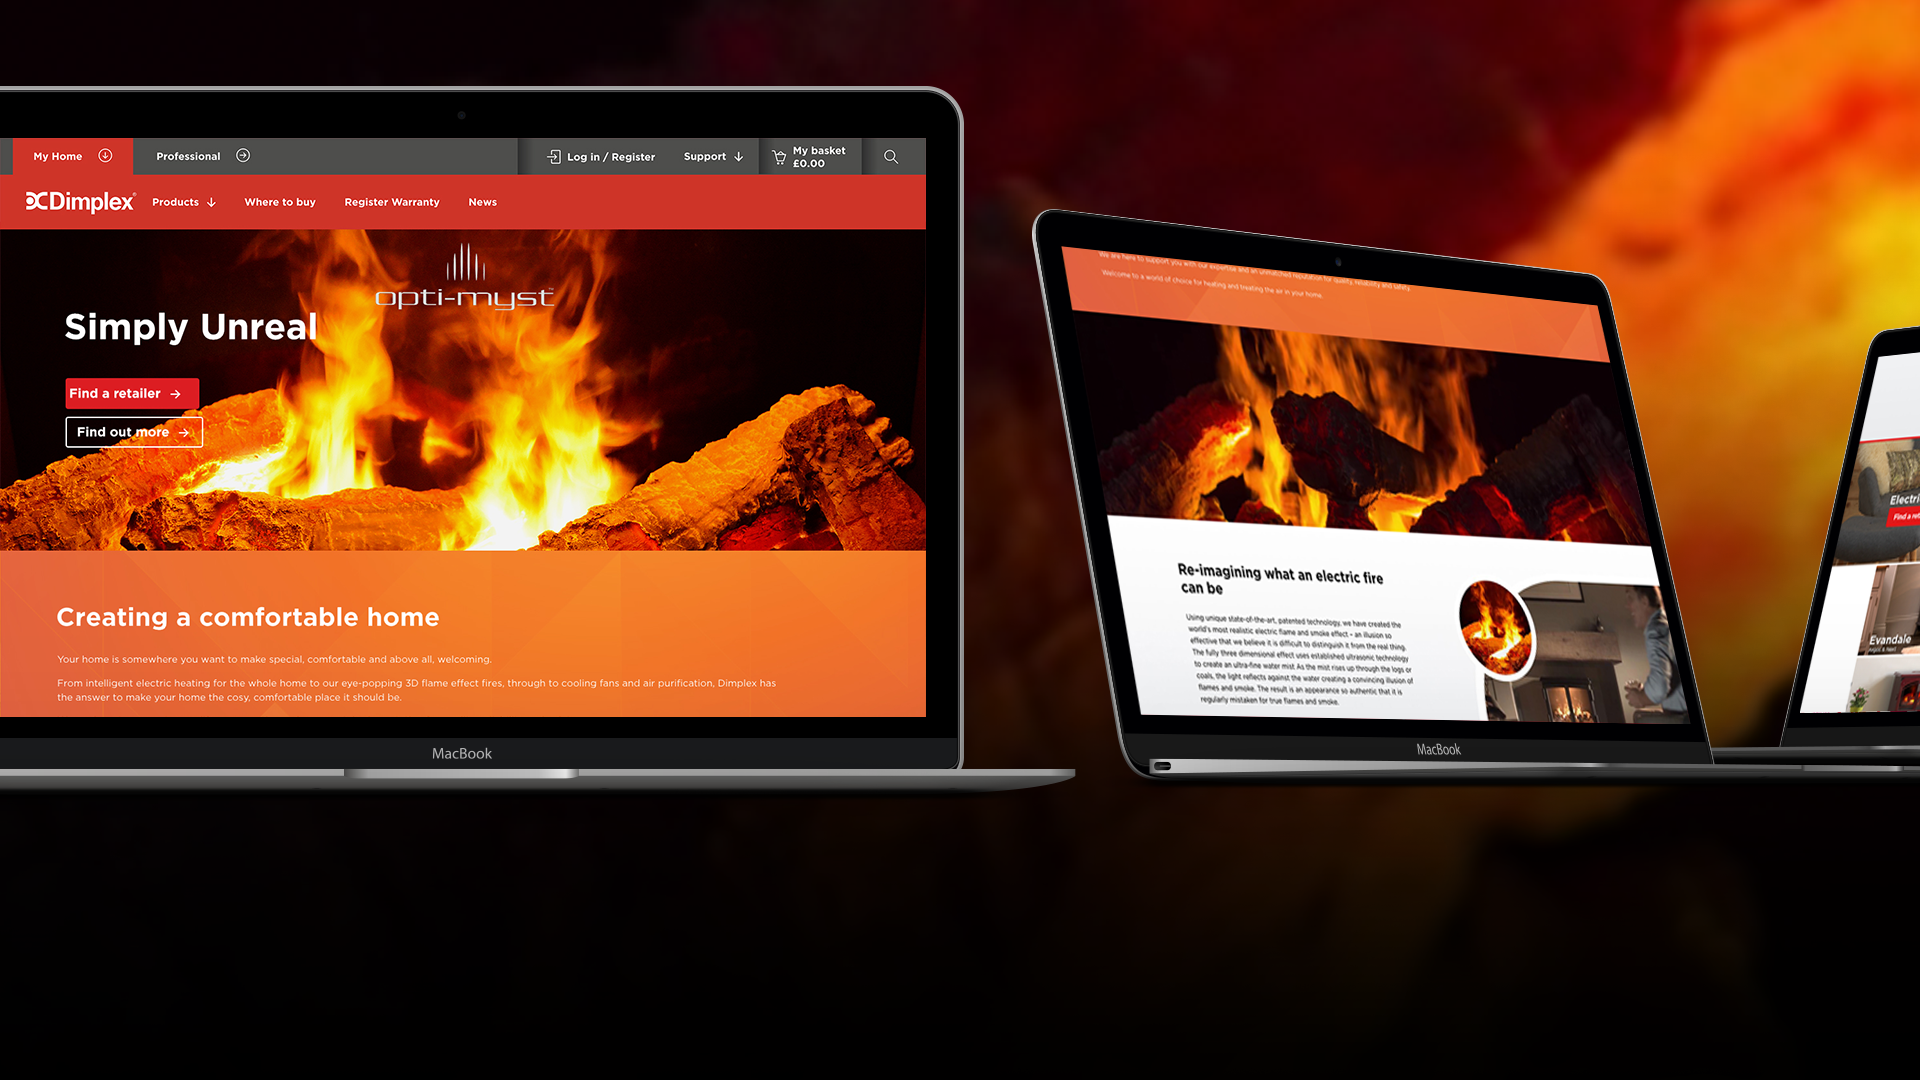 My Home
Professional
Log in / Register
Support
My basket
£0.00
Dimplex®
Products
Where to buy
Register Warranty
News
opti-myst™
Simply Unreal
Find a retailer
Find out more
Creating a comfortable home
Your home is somewhere you want to make special, comfortable and above all, welcoming.
From intelligent electric heating for the whole home to our eye-popping 3D flame effect fires, through to cooling fans and air purification, Dimplex has
the answer to make your home the cosy, comfortable place it should be.
MacBook
We are here to support you with our expertise and an unmatched reputation for quality, reliability and safety.
Welcome to a world of choice for heating and treating the air in your home.
Re-imagining what an electric fire
can be
Using unique state-of-the-art, patented technology, we have created the
world's most realistic electric flame and smoke effect – an illusion so
effective that we believe it is difficult to distinguish it from the real thing.
The fully three dimensional effect uses established ultrasonic technology
to create an ultra-fine water mist. As the mist rises up through the logs or
coals, the light reflects against the water creating a convincing illusion of
flames and smoke. The result is an appearance so authentic that it is
regularly mistaken for true flames and smoke.
MacBook
Electri
Find a ret
Evandale